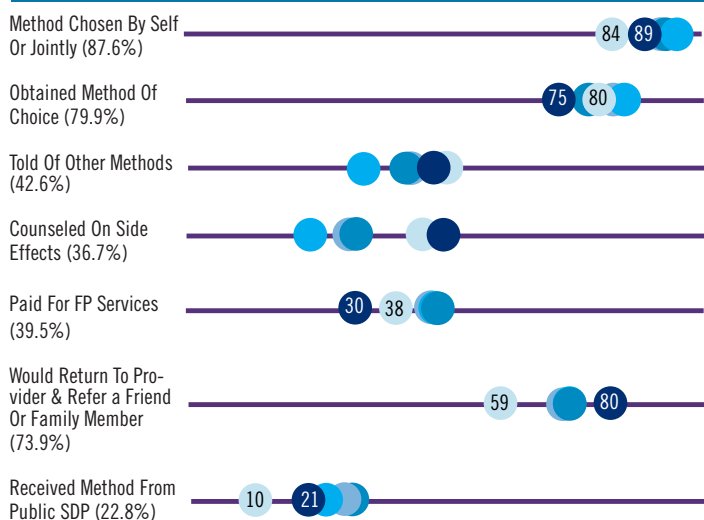 Method Chosen By Self
Or Jointly (87.6%)
84 89
Obtained Method Of
Choice (79.9%)
75 80
Told Of Other Methods
(42.6%)
Counseled On Side
Effects (36.7%)
Paid For FP Services
(39.5%)
30 38
Would Return To Pro-
vider & Refer a Friend
Or Family Member
(73.9%)
59 80
Received Method From
Public SDP (22.8%)
10 21